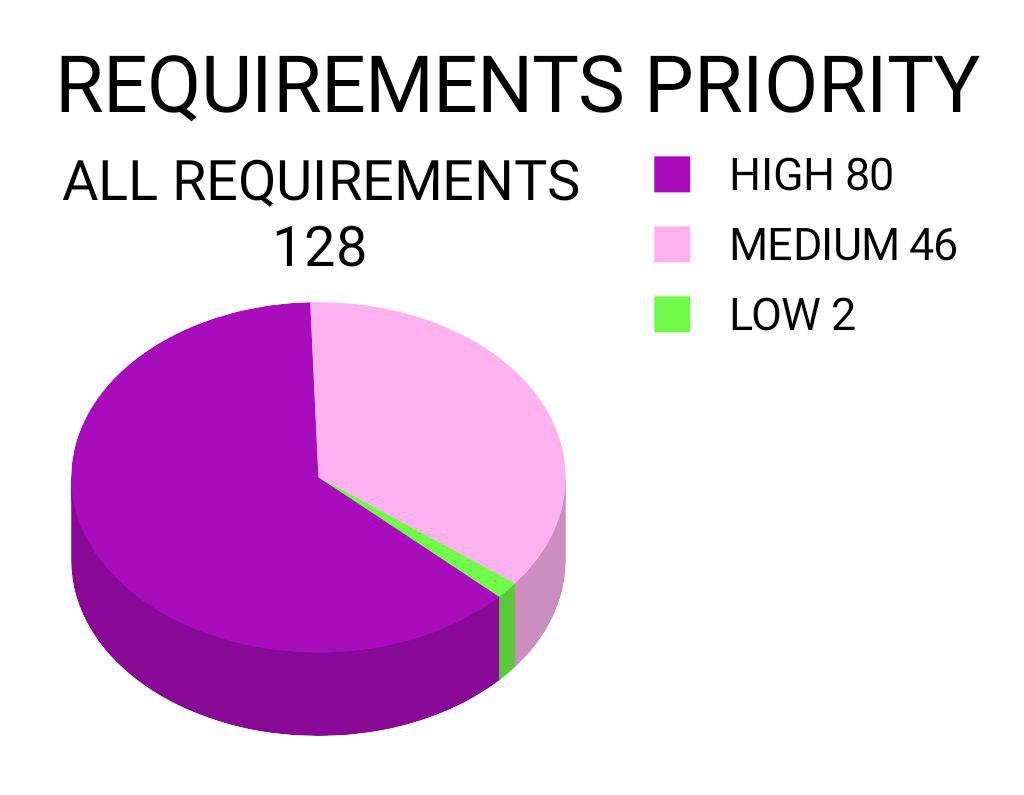 REQUIREMENTS PRIORITY
ALL REQUIREMENTS
128
HIGH 80
MEDIUM 46
LOW 2